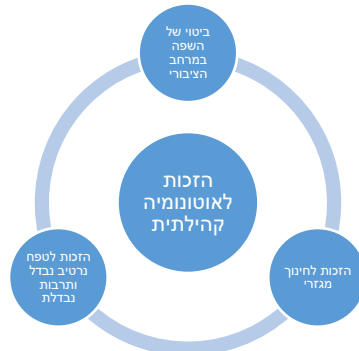 ביטוי של
השפה
במרחב
הציבורי
הזכות
לאוטונומיה
קהילתית
הזכות לחינוך
מגזרי
הזכות לטפח
נרטיב נבדל
ותרבות
נבדלת